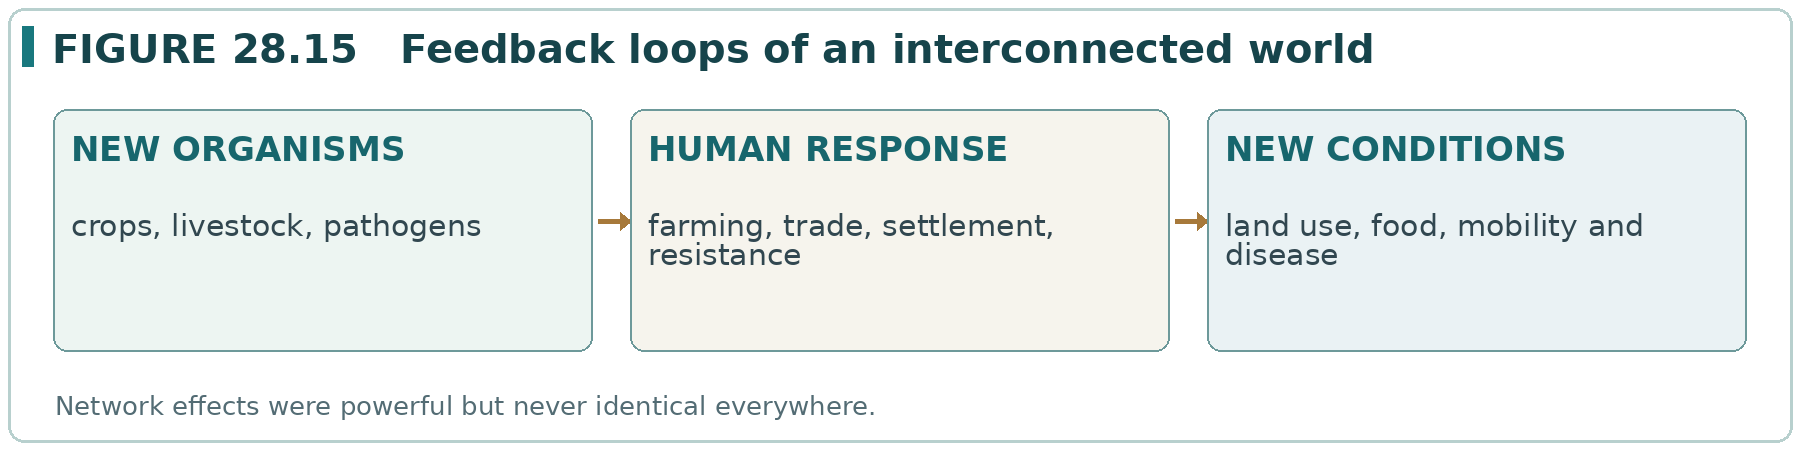 FIGURE 28.15 Feedback loops of an interconnected world
NEW ORGANISMS
crops, livestock, pathogens
HUMAN RESPONSE
farming, trade, settlement,
resistance
NEW CONDITIONS
land use, food, mobility and
disease
Network effects were powerful but never identical everywhere.